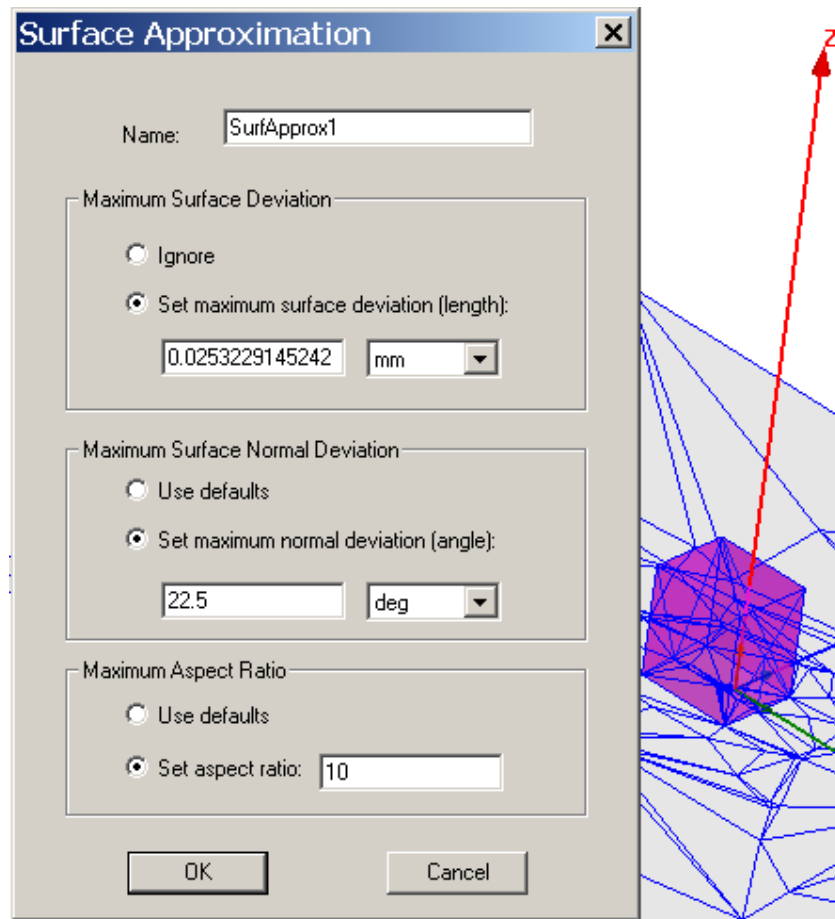 Surface Approximation
Name: SurfApprox1
Maximum Surface Deviation
Ignore
Set maximum surface deviation (length):
0.0253229145242 mm
Maximum Surface Normal Deviation
Use defaults
Set maximum normal deviation (angle):
22.5 deg
Maximum Aspect Ratio
Use defaults
Set aspect ratio: 10
OK Cancel
Z